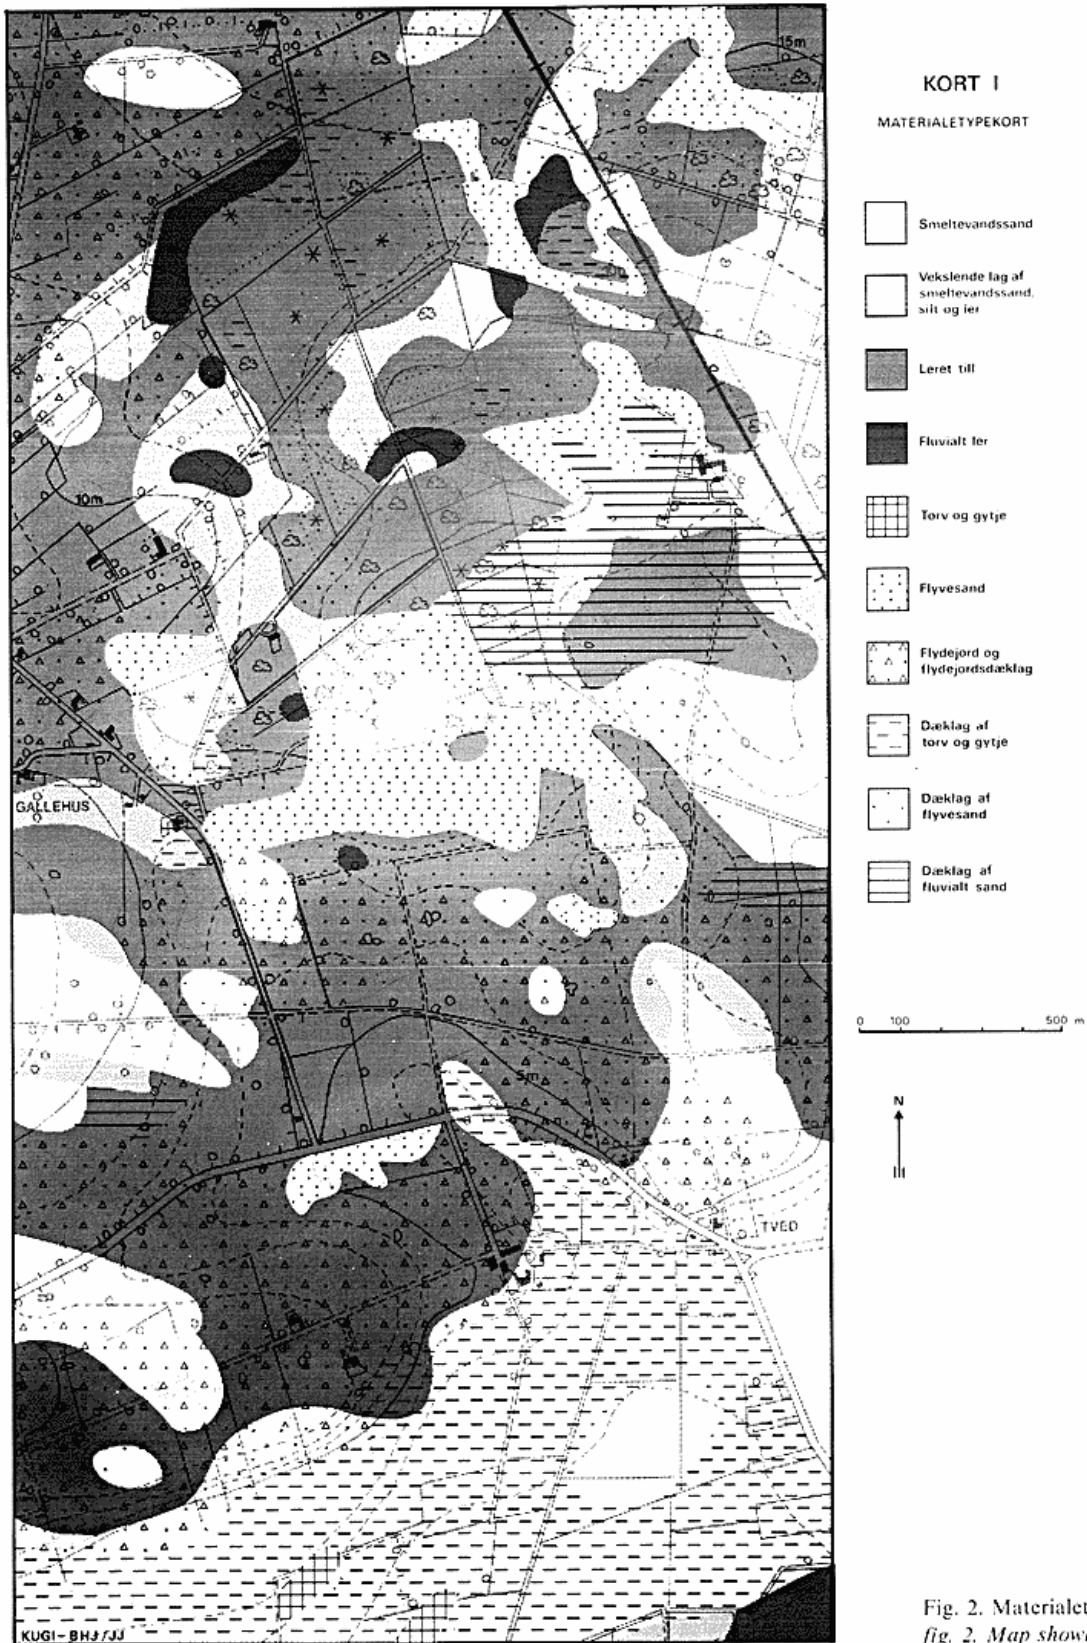 15m
KORT I
MATERIALETYPEKORT
Smeltevandssand
Vekslende lag af
smeltevandssand,
silt og ler
Leret till
Fluvialt ler
10m
Torv og gytje
Flyvesand
Flydejord og
flydejordsdæklag
Dæklag af
torv og gytje
GALLEHUS
Dæklag af
flyvesand
Dæklag af
fluvialt sand
0 100 500 m
5m
N
TVED
Fig. 2. Materialet
fig. 2. Map show
KUGI-BHJ/JJ